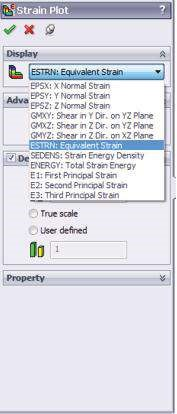 Strain Plot
?
Display
ESTRN: Equivalent Strain
EPSX: X Normal Strain
EPSY: Y Normal Strain
EPSZ: Z Normal Strain
GMXY: Shear in Y Dir. on YZ Plane
GMXZ: Shear in Z Dir. on YZ Plane
GMYZ: Shear in Z Dir. on XZ Plane
ESTRN: Equivalent Strain
SEDENS: Strain Energy Density
ENERGY: Total Strain Energy
E1: First Principal Strain
E2: Second Principal Strain
E3: Third Principal Strain
Adva
De
True scale
User defined
1
Property